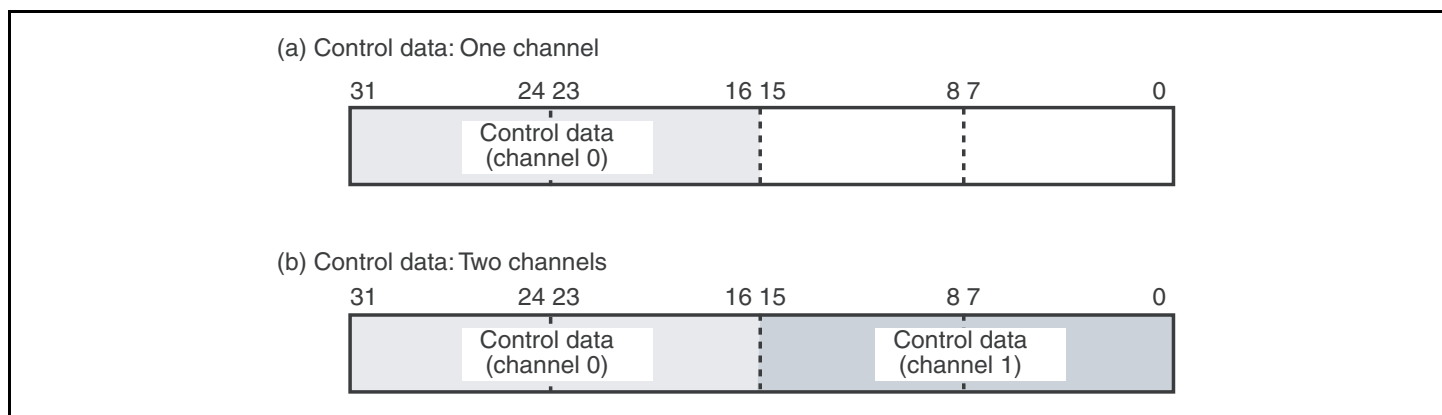 (a) Control data: One channel
31 24 23 16 15 8 7 0
Control data
(channel 0)
(b) Control data: Two channels
31 24 23 16 15 8 7 0
Control data
(channel 0)
Control data
(channel 1)